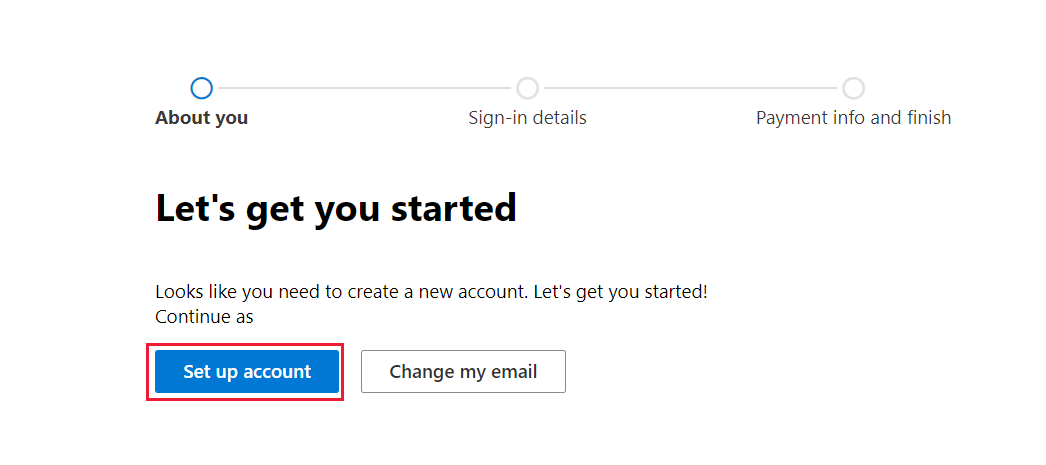 About you
Sign-in details
Payment info and finish
Let's get you started
Looks like you need to create a new account. Let's get you started!
Continue as
Set up account
Change my email